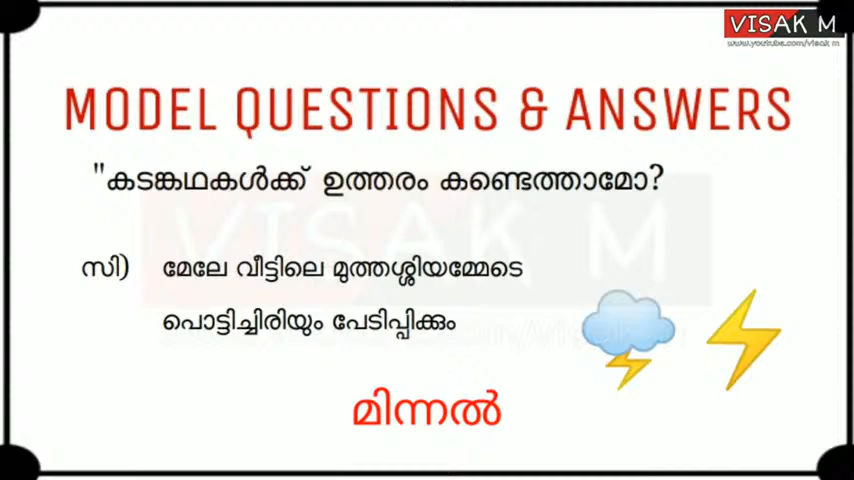 VISAK M
www.youtube.com/visak m
MODEL QUESTIONS & ANSWERS
"കടങ്കഥകൾക്ക് ഉത്തരം കണ്ടെത്താമോ?
സി) മേലേ വീട്ടിലെ മുത്തശ്ശിയമ്മേടെ
പൊട്ടിച്ചിരിയും പേടിപ്പിക്കും
മിന്നൽ